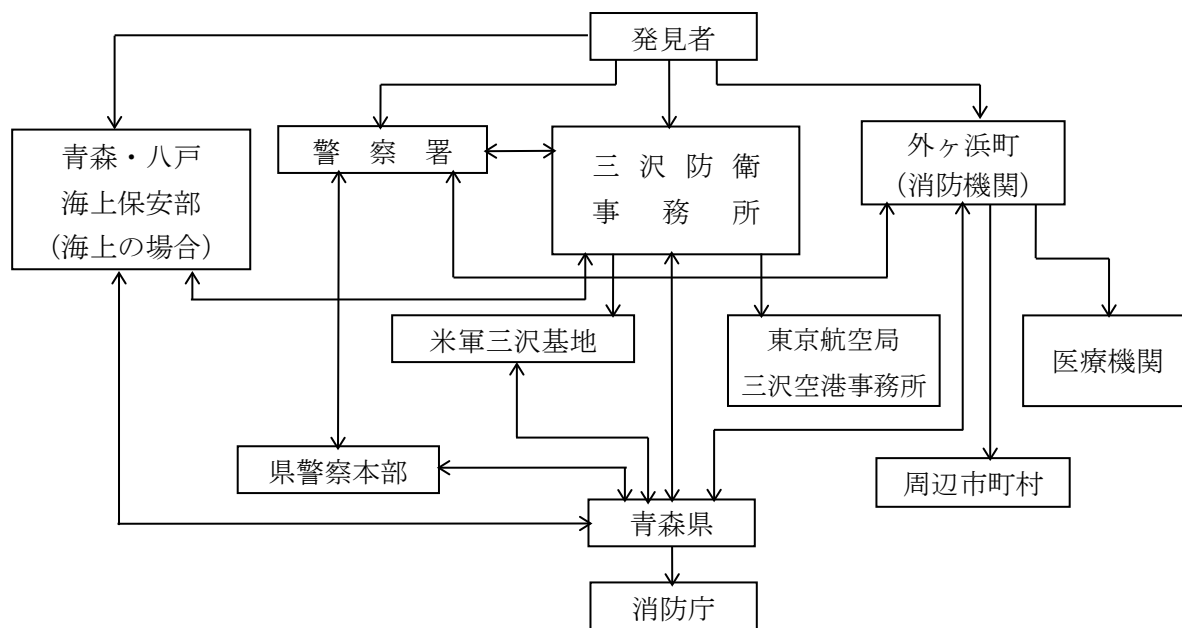 発見者
青森・八戸
海上保安部
(海上の場合)
警察署
三沢防衛
事務所
外ヶ浜町
(消防機関)
米軍三沢基地
東京航空局
三沢空港事務所
医療機関
県警察本部
周辺市町村
青森県
消防庁